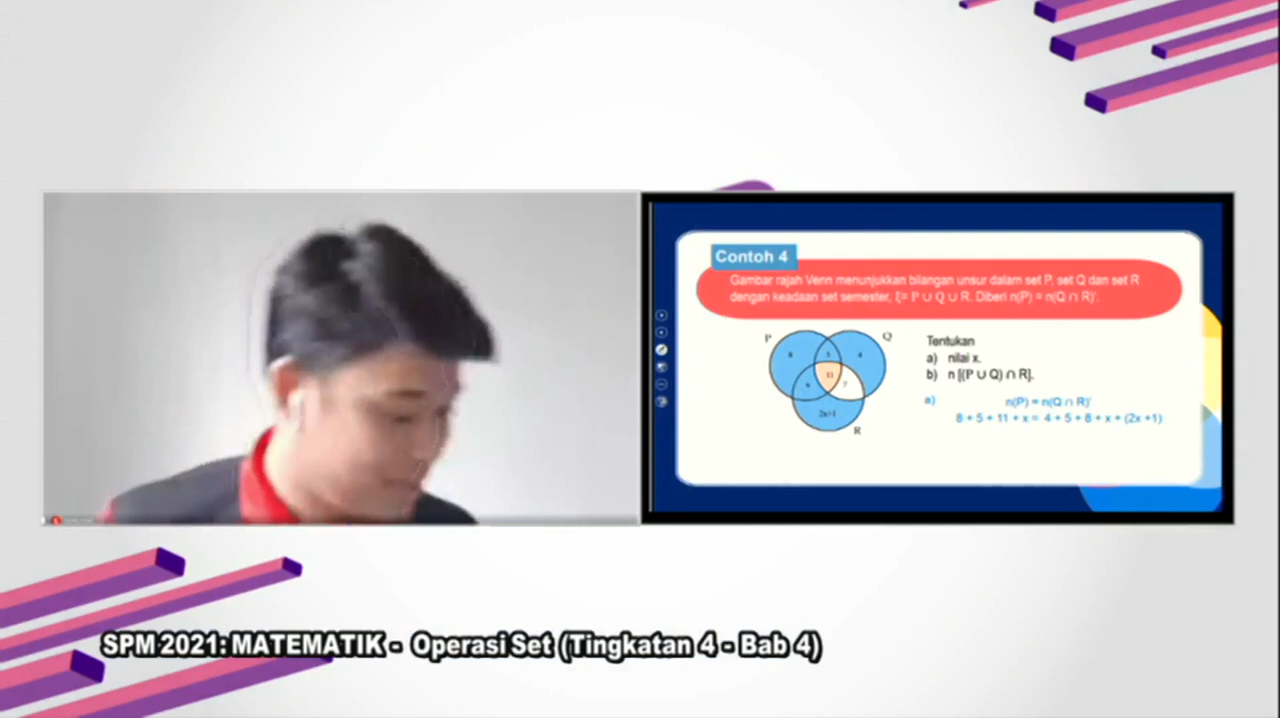 Contoh 4
Gambar rajah Venn menunjukkan bilangan unsur dalam set P, set Q dan set R
dengan keadaan set semester, ξ= P ∪ Q ∪ R. Diberi n(P) = n(Q ∩ R)'.
P
Q
8
5
4
11
7
2x+1
R
Tentukan
a) nilai x.
b) n [(P ∪ Q) ∩ R].
a) n(P) = n(Q ∩ R)'
8 + 5 + 11 + x = 4 + 5 + 8 + x + (2x +1)
SPM 2021: MATEMATIK - Operasi Set (Tingkatan 4 - Bab 4)